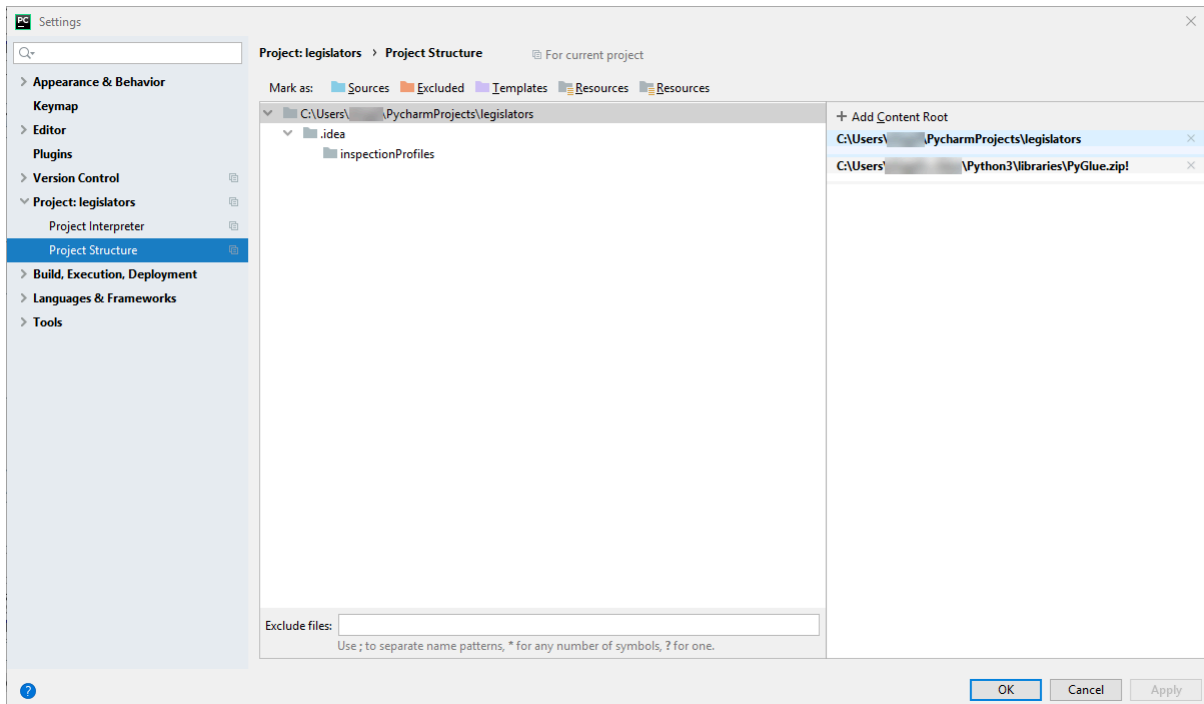 PC Settings
Project: legislators > Project Structure For current project
Appearance & Behavior
Keymap
Editor
Plugins
Version Control
Project: legislators
Project Interpreter
Project Structure
Build, Execution, Deployment
Languages & Frameworks
Tools
Mark as: Sources Excluded Templates Resources Resources
C:\Users\ \PycharmProjects\legislators
.idea
inspectionProfiles
+ Add Content Root
C:\Users\ \PycharmProjects\legislators
C:\Users\ \Python3\libraries\PyGlue.zip!
Exclude files:
Use ; to separate name patterns, * for any number of symbols, ? for one.
?
OK Cancel Apply